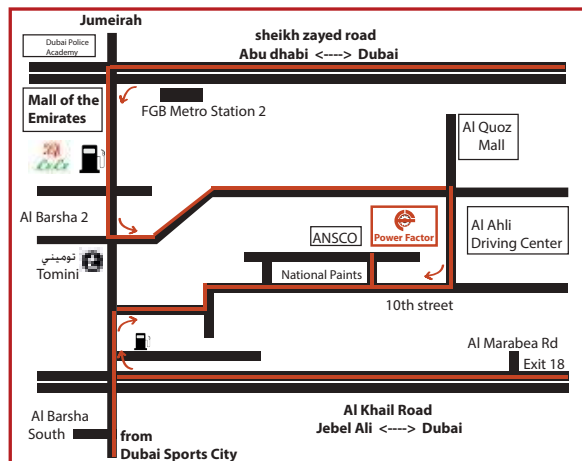 Jumeirah
Dubai Police
Academy
sheikh zayed road
Abu dhabi <----> Dubai
Mall of the
Emirates
FGB Metro Station 2
Al Quoz
Mall
LuLu
Al Barsha 2
توميني
Tomini
ANSCO
Power Factor
Al Ahli
Driving Center
National Paints
10th street
Al Marabea Rd
Exit 18
Al Barsha
South
from
Dubai Sports City
Al Khail Road
Jebel Ali <----> Dubai